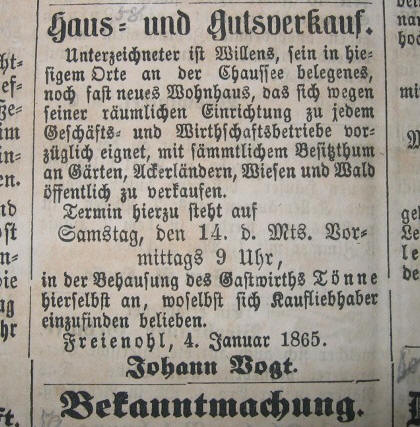 Haus- und Gutsverkauf.
Unterzeichneter ist Willens, sein in hie-
sigem Orte an der Chaussee belegenes,
noch fast neues Wohnhaus, das sich wegen
seiner räumlichen Einrichtung zu jedem
Geschäfts- und Wirthschaftsbetriebe vor-
züglich eignet, mit sämmtlichem Besitzthum
an Gärten, Ackerländern, Wiesen und Wald
öffentlich zu verkaufen.
Termin hierzu steht auf
Samstag, den 14. d. Mts. Vor-
mittags 9 Uhr,
in der Behausung des Gastwirths Tönne
hierselbst an, woselbst sich Kaufliebhaber
einzufinden belieben.
Freienohl, 4. Januar 1865.
Johann Vogt.
Bekanntmachung.